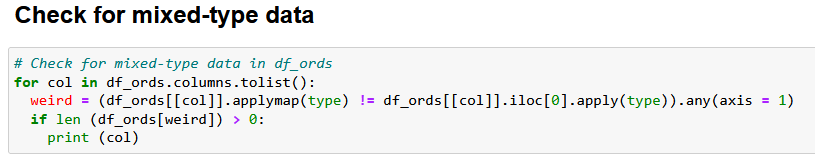 Check for mixed-type data
# Check for mixed-type data in df_ords
for col in df_ords.columns.tolist():
  weird = (df_ords[[col]].applymap(type) != df_ords[[col]].iloc[0].apply(type)).any(axis = 1)
  if len (df_ords[weird]) > 0:
    print (col)